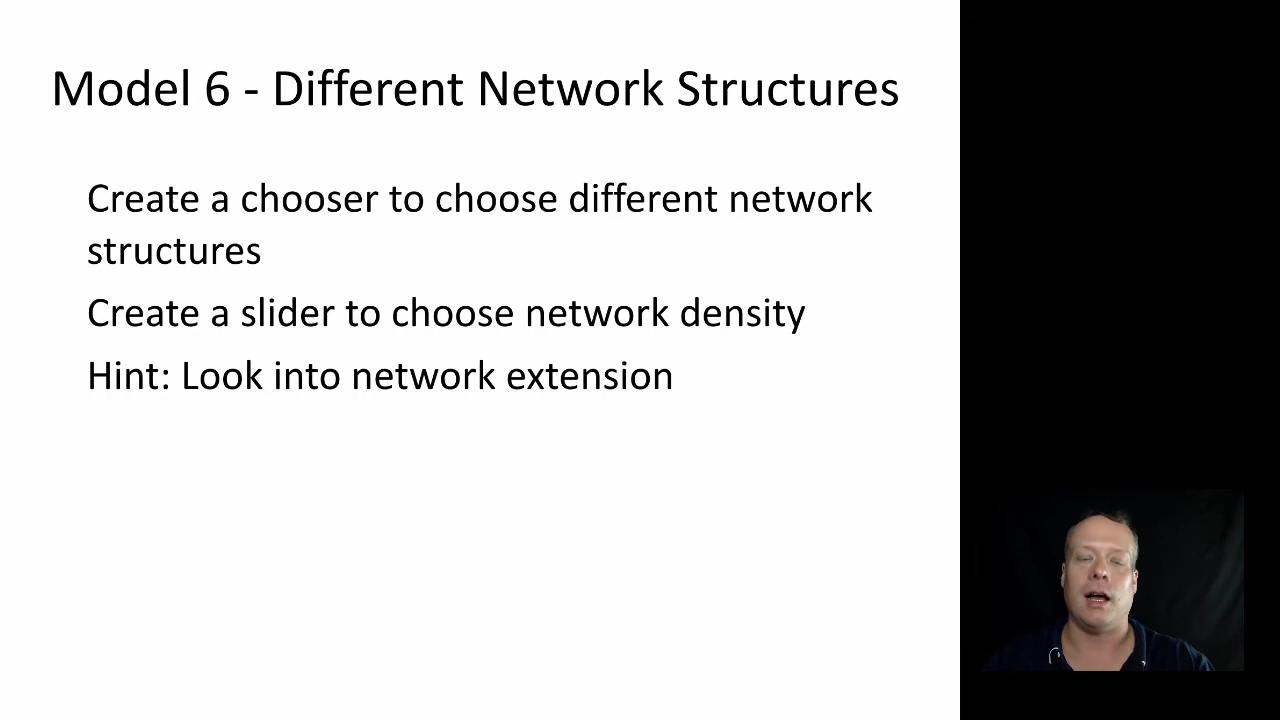 Model 6 - Different Network Structures
Create a chooser to choose different network
structures
Create a slider to choose network density
Hint: Look into network extension